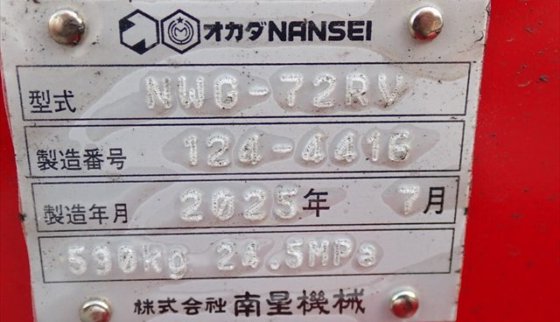 オカダNANSEI
型式 NWG-72RV
製造番号 124-4416
製造年月 2025年 7月
590kg 24.5MPa
株式会社 南星機械